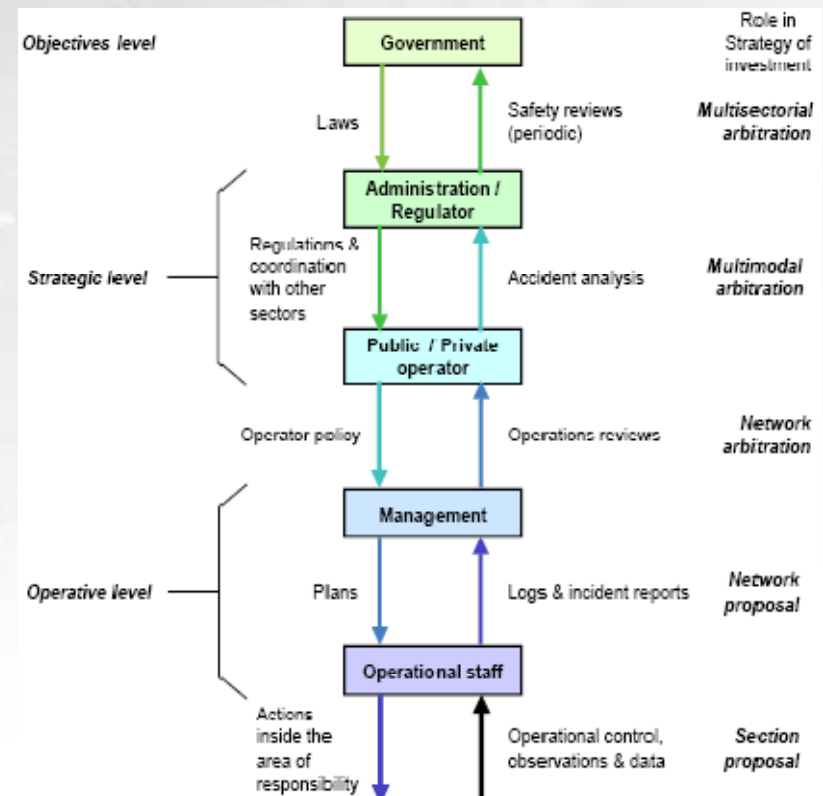 Objectives level
Government
Role in
Strategy of
investment
Laws
Safety reviews
(periodic)
Multisectorial
arbitration
Administration /
Regulator
Strategic level
Regulations &
coordination
with other
sectors
Accident analysis
Multimodal
arbitration
Public / Private
operator
Operator policy
Operations reviews
Network
arbitration
Management
Operative level
Plans
Logs & incident reports
Network
proposal
Operational staff
Actions
inside the
area of
responsibility
Operational control,
observations & data
Section
proposal